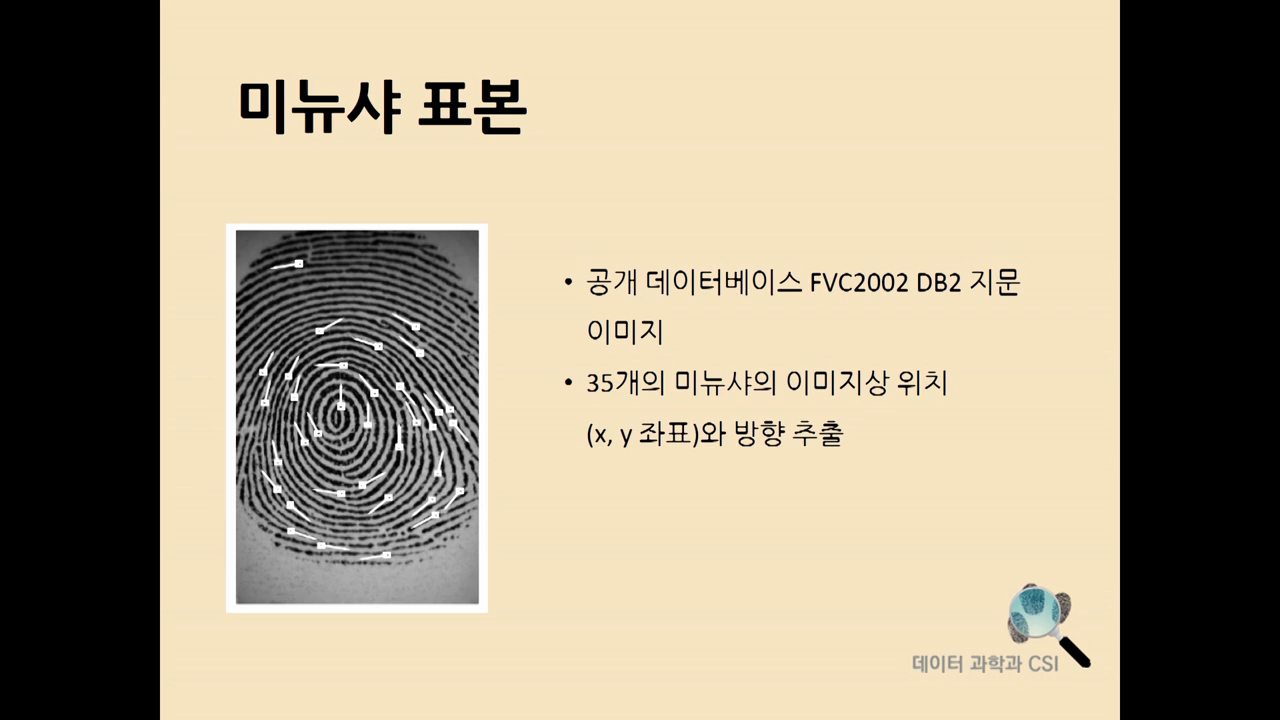 미뉴샤 표본
• 공개 데이터베이스 FVC2002 DB2 지문
이미지
• 35개의 미뉴샤의 이미지상 위치
(x, y 좌표)와 방향 추출
데이터 과학과 CSI